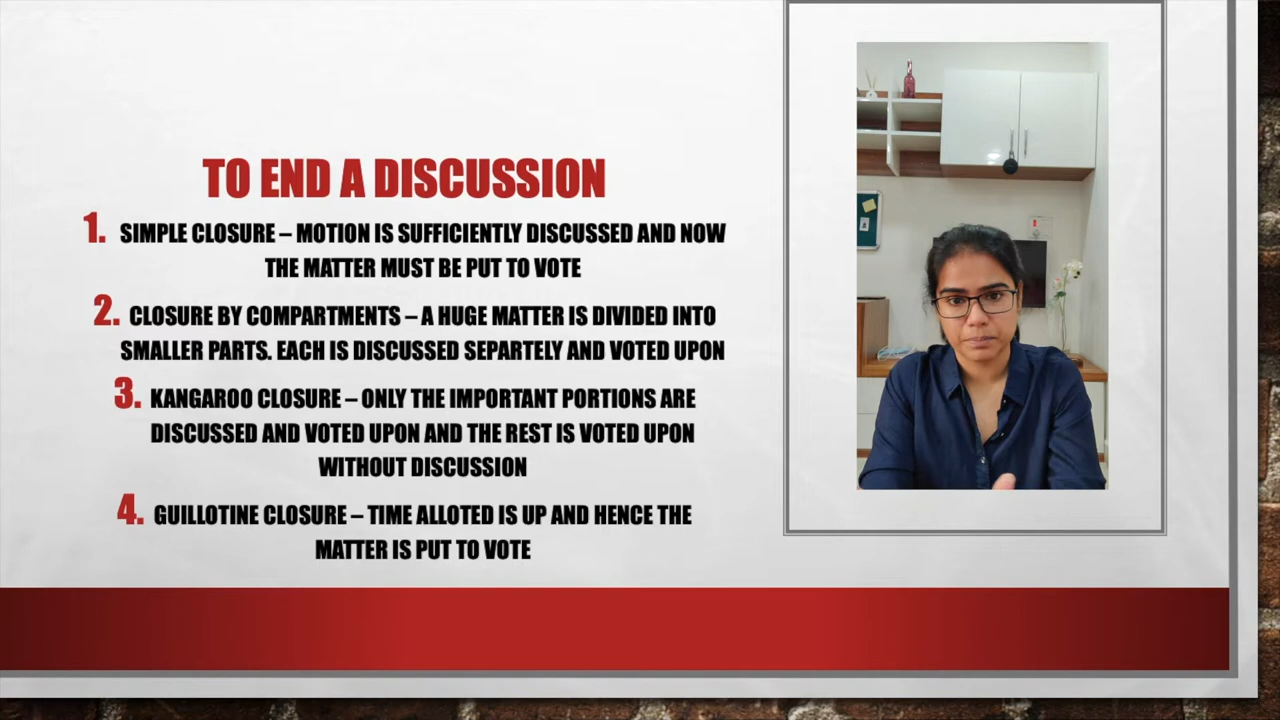 TO END A DISCUSSION
1. SIMPLE CLOSURE – MOTION IS SUFFICIENTLY DISCUSSED AND NOW
THE MATTER MUST BE PUT TO VOTE
2. CLOSURE BY COMPARTMENTS – A HUGE MATTER IS DIVIDED INTO
SMALLER PARTS. EACH IS DISCUSSED SEPARTELY AND VOTED UPON
3. KANGAROO CLOSURE – ONLY THE IMPORTANT PORTIONS ARE
DISCUSSED AND VOTED UPON AND THE REST IS VOTED UPON
WITHOUT DISCUSSION
4. GUILLOTINE CLOSURE – TIME ALLOTED IS UP AND HENCE THE
MATTER IS PUT TO VOTE